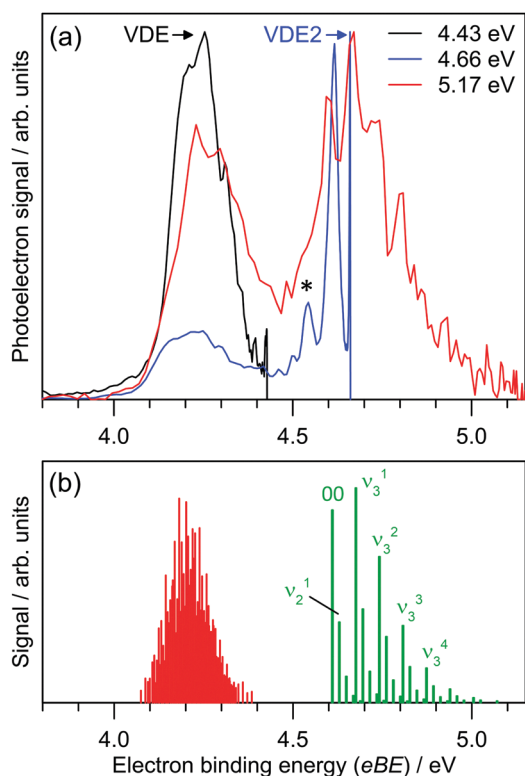 (a)
VDE
VDE2
4.43 eV
4.66 eV
5.17 eV
*
Photoelectron signal / arb. units
4.0 4.5 5.0
(b)
00
ν₃¹
ν₂¹
ν₃²
ν₃³
ν₃⁴
Signal / arb. units
4.0 4.5 5.0
Electron binding energy (eBE) / eV